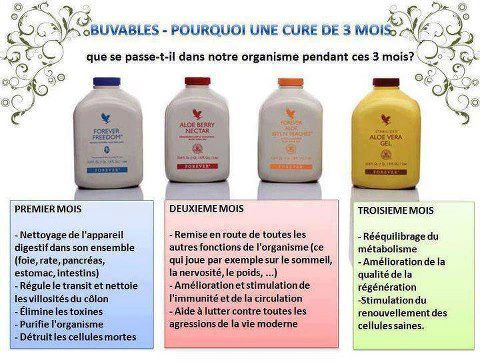 BUVABLES - POURQUOI UNE CURE DE 3 MOIS
que se passe-t-il dans notre organisme pendant ces 3 mois?
FOREVER
FREEDOM
FOREVER
ALOE BERRY
NECTAR
FOREVER
FOREVER
ALOE
FOREVER
ALOE VERA
GEL
FOREVER
PREMIER MOIS
- Nettoyage de l'appareil
digestif dans son ensemble
(foie, rate, pancréas,
estomac, intestins)
- Régule le transit et nettoie
les villosités du côlon
- Élimine les toxines
- Purifie l'organisme
- Détruit les cellules mortes
DEUXIEME MOIS
- Remise en route de toutes les
autres fonctions de l'organisme (ce
qui joue par exemple sur le sommeil,
la nervosité, le poids, ...)
- Amélioration et stimulation de
l'immunité et de la circulation
- Aide à lutter contre toutes les
agressions de la vie moderne
TROISIEME MOIS
- Rééquilibrage du
métabolisme
- Amélioration de la
qualité de la
régénération
-Stimulation du
renouvellement des
cellules saines.